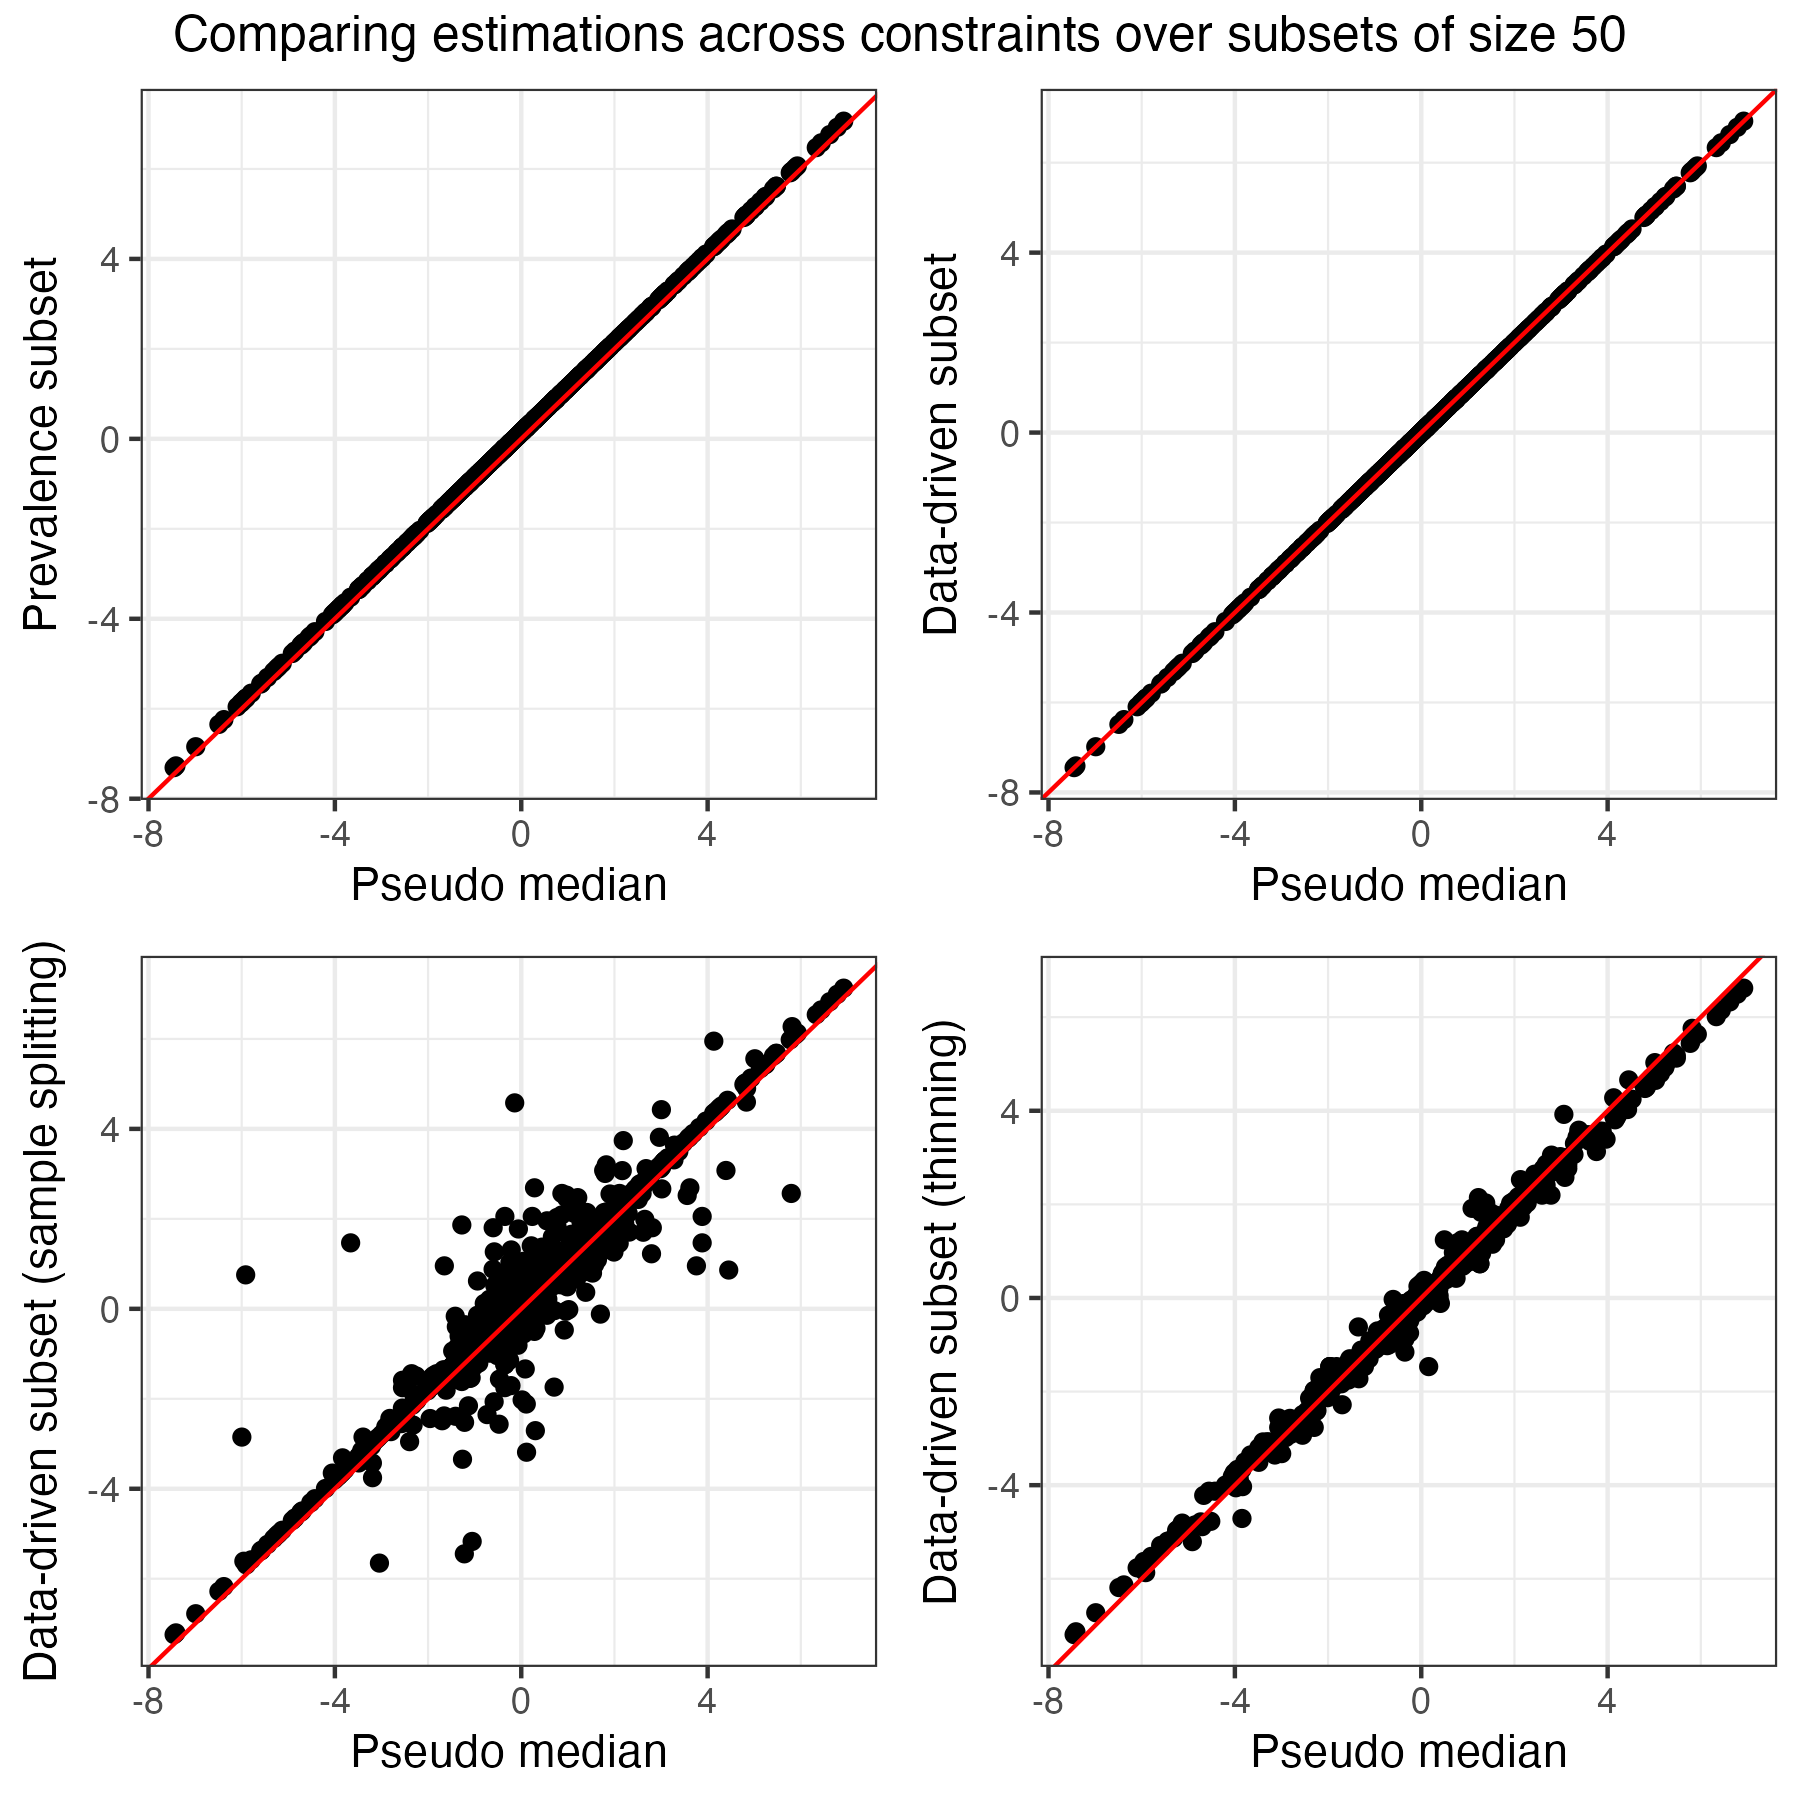 Comparing estimations across constraints over subsets of size 50
Prevalence subset
4
0
-4
-8
-8 -4 0 4
Pseudo median
Data-driven subset
4
0
-4
-8
-8 -4 0 4
Pseudo median
Data-driven subset (sample splitting)
4
0
-4
-8 -4 0 4
Pseudo median
Data-driven subset (thinning)
4
0
-4
-8 -4 0 4
Pseudo median